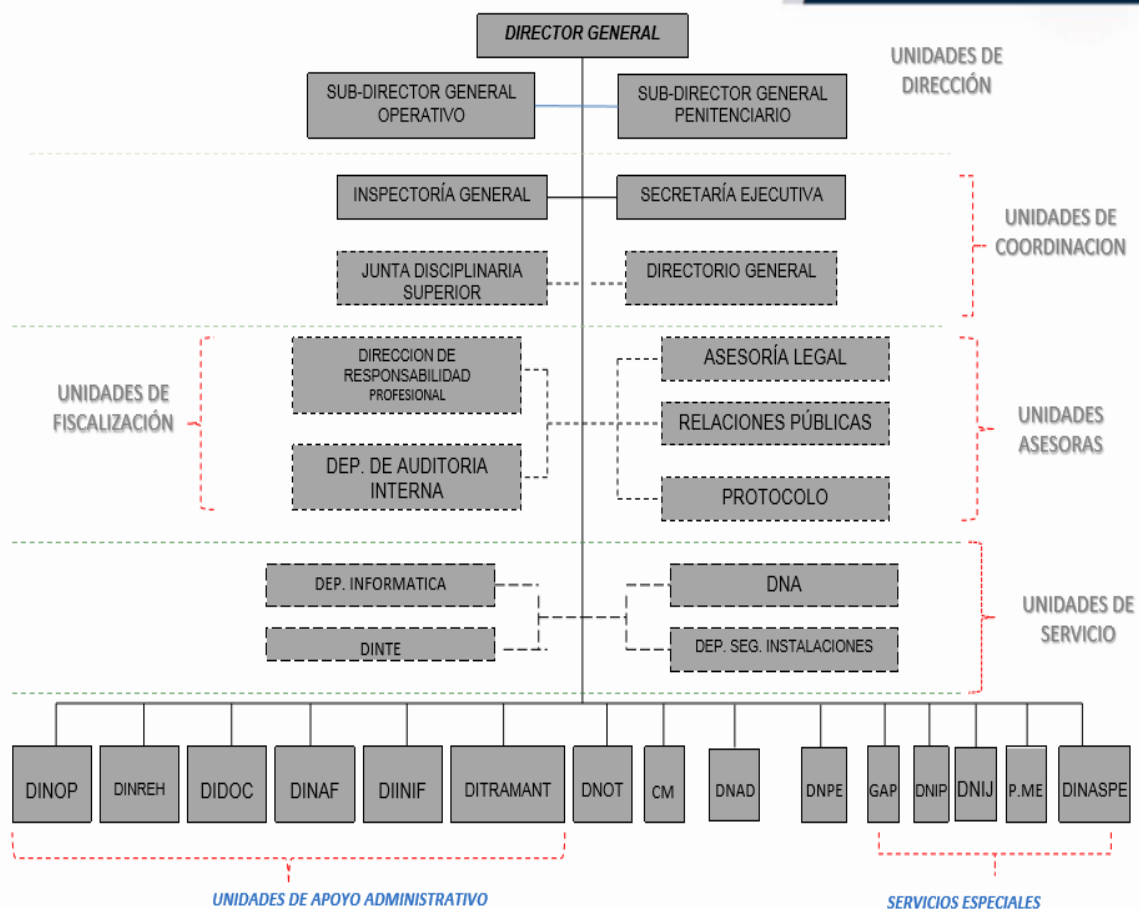 DIRECTOR GENERAL
UNIDADES DE
DIRECCIÓN
SUB-DIRECTOR GENERAL
OPERATIVO
SUB-DIRECTOR GENERAL
PENITENCIARIO
INSPECTORÍA GENERAL
SECRETARÍA EJECUTIVA
UNIDADES DE
COORDINACION
JUNTA DISCIPLINARIA
SUPERIOR
DIRECTORIO GENERAL
UNIDADES DE
FISCALIZACIÓN
DIRECCION DE
RESPONSABILIDAD
PROFESIONAL
DEP. DE AUDITORIA
INTERNA
ASESORÍA LEGAL
RELACIONES PÚBLICAS
PROTOCOLO
UNIDADES
ASESORAS
DEP. INFORMATICA
DINTE
DNA
DEP. SEG. INSTALACIONES
UNIDADES DE
SERVICIO
DINOP
DINREH
DIDOC
DINAF
DIINIF
DITRAMANT
DNOT
CM
DNAD
DNPE
GAP
DNIP
DNIJ
P.ME
DINASPE
UNIDADES DE APOYO ADMINISTRATIVO
SERVICIOS ESPECIALES